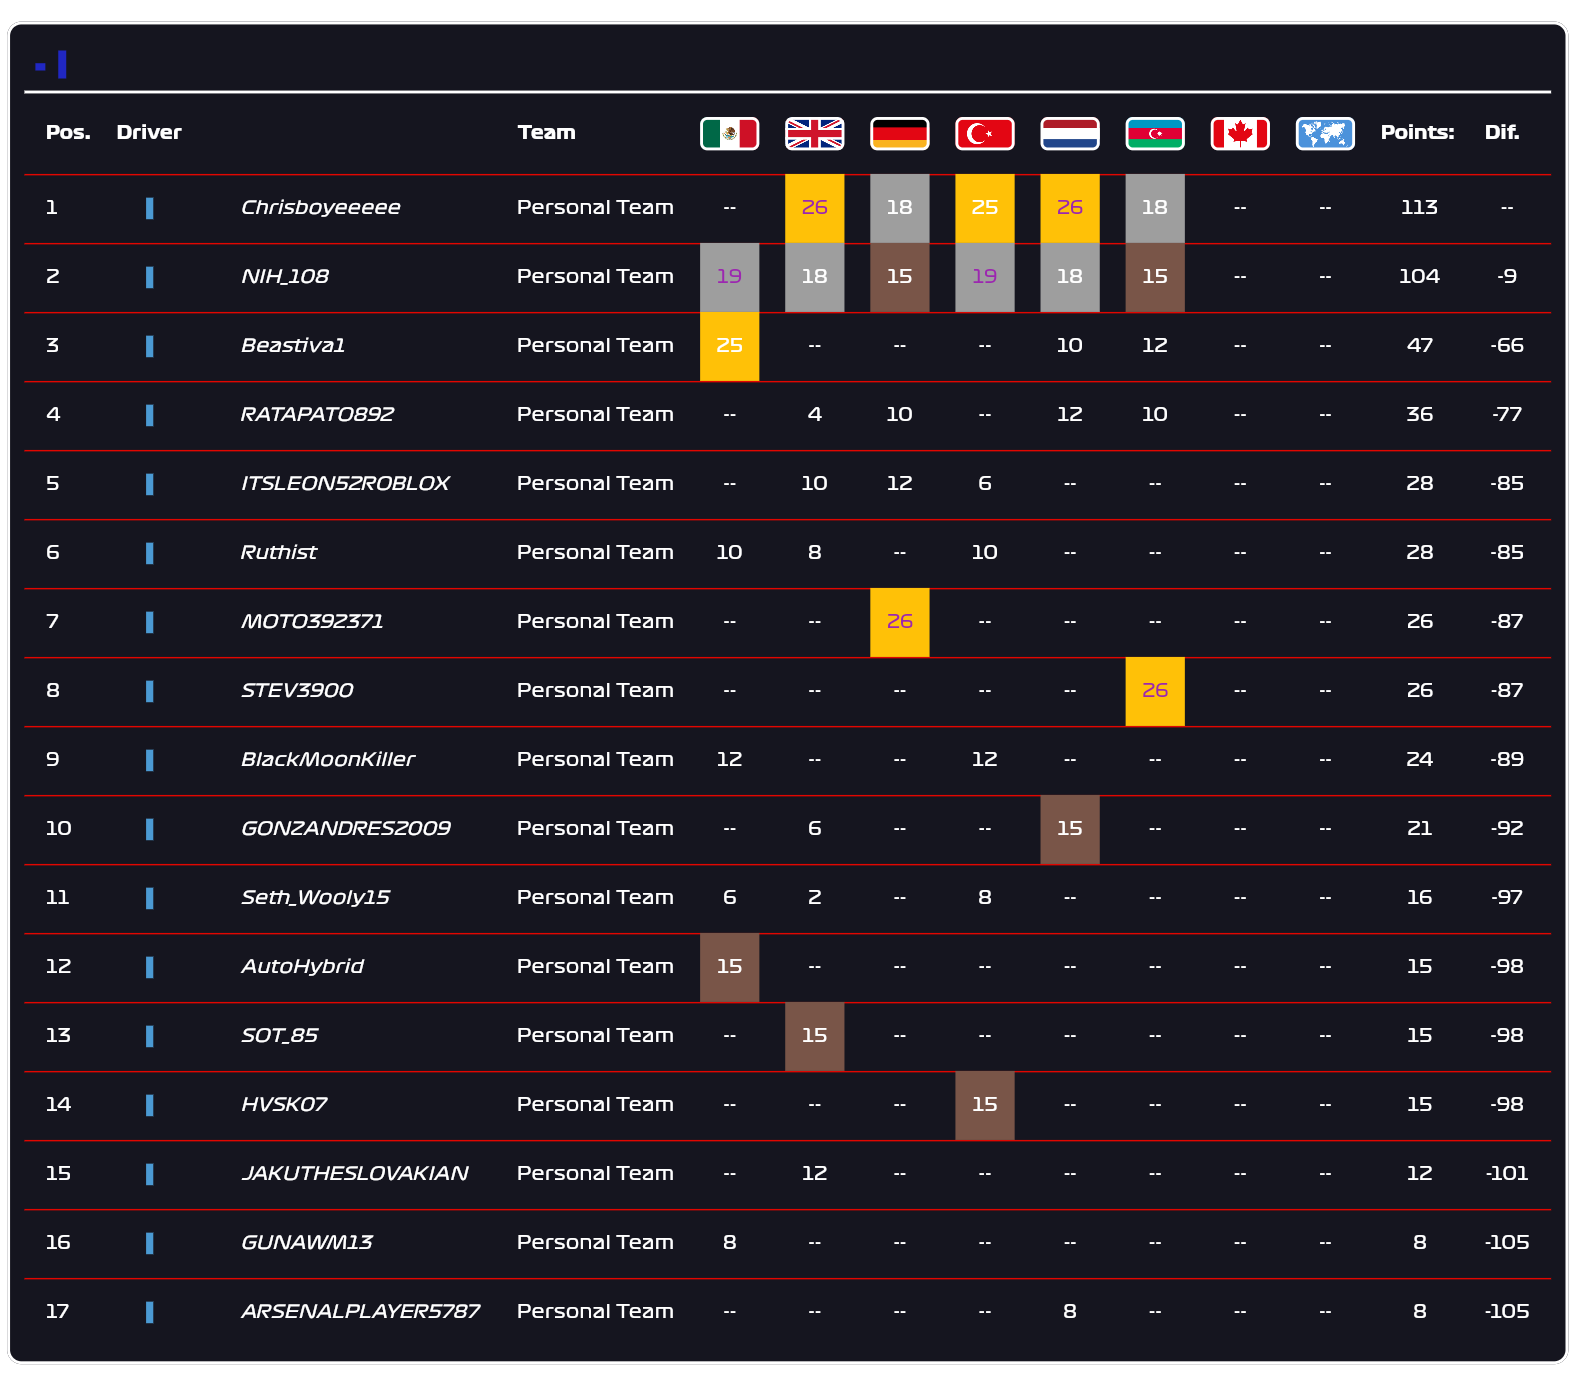 Pos. Driver Team Points: Dif.
1 Chrisboyeeeee Personal Team -- 26 18 25 26 18 -- -- 113 --
2 NIH_108 Personal Team 19 18 15 19 18 15 -- -- 104 -9
3 Beastiva1 Personal Team 25 -- -- -- 10 12 -- -- 47 -66
4 RATAPATO892 Personal Team -- 4 10 -- 12 10 -- -- 36 -77
5 ITSLEON52ROBLOX Personal Team -- 10 12 6 -- -- -- -- 28 -85
6 Ruthist Personal Team 10 8 -- 10 -- -- -- -- 28 -85
7 MOTO392371 Personal Team -- -- 26 -- -- -- -- -- 26 -87
8 STEV3900 Personal Team -- -- -- -- -- 26 -- -- 26 -87
9 BlackMoonKiller Personal Team 12 -- -- 12 -- -- -- -- 24 -89
10 GONZANDRES2009 Personal Team -- 6 -- -- 15 -- -- -- 21 -92
11 Seth_Wooly15 Personal Team 6 2 -- 8 -- -- -- -- 16 -97
12 AutoHybrid Personal Team 15 -- -- -- -- -- -- -- 15 -98
13 SOT_85 Personal Team -- 15 -- -- -- -- -- -- 15 -98
14 HVSK07 Personal Team -- -- -- 15 -- -- -- -- 15 -98
15 JAKUTHESLOVAKIAN Personal Team -- 12 -- -- -- -- -- -- 12 -101
16 GUNAWM13 Personal Team 8 -- -- -- -- -- -- -- 8 -105
17 ARSENALPLAYER5787 Personal Team -- -- -- -- 8 -- -- -- 8 -105